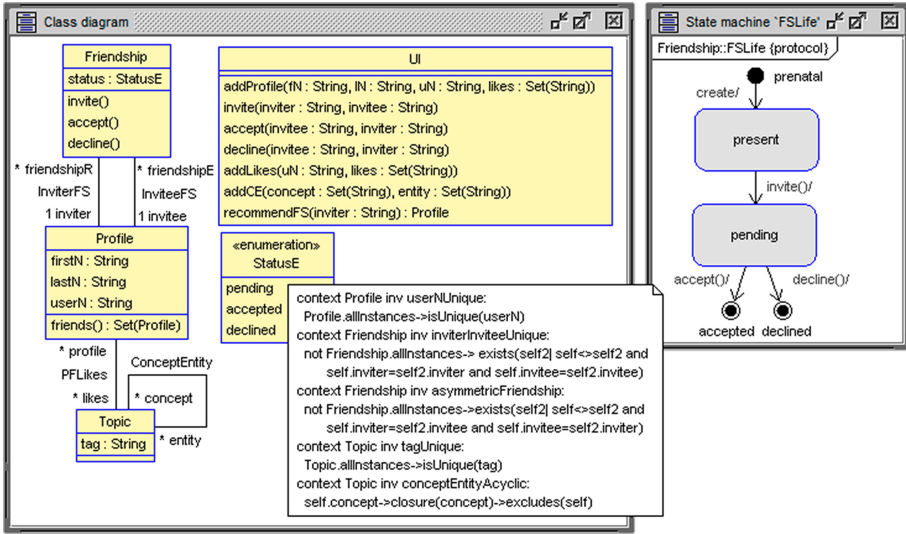 Class diagram
Friendship
status : StatusE
invite()
accept()
decline()
* friendshipR
* friendshipE
InviterFS
InviteeFS
1 inviter
1 invitee
Profile
firstN : String
lastN : String
userN : String
friends() : Set(Profile)
* profile
PFLikes
* likes
ConceptEntity
* concept
* entity
Topic
tag : String
UI
addProfile(fN : String, lN : String, uN : String, likes : Set(String))
invite(inviter : String, invitee : String)
accept(invitee : String, inviter : String)
decline(invitee : String, inviter : String)
addLikes(uN : String, likes : Set(String))
addCE(concept : Set(String), entity : Set(String))
recommendFS(inviter : String) : Profile
«enumeration»
StatusE
pending
accepted
declined
context Profile inv userNUnique:
Profile.allInstances->isUnique(userN)
context Friendship inv inviterInviteeUnique:
not Friendship.allInstances-> exists(self2| self<>self2 and
self.inviter=self2.inviter and self.invitee=self2.invitee)
context Friendship inv asymmetricFriendship:
not Friendship.allInstances->exists(self2| self<>self2 and
self.inviter=self2.invitee and self.invitee=self2.inviter)
context Topic inv tagUnique:
Topic.allInstances->isUnique(tag)
context Topic inv conceptEntityAcyclic:
self.concept->closure(concept)->excludes(self)
State machine `FSLife'
Friendship::FSLife {protocol}
prenatal
create/
present
invite()/
pending
accept()/
decline()/
accepted
declined